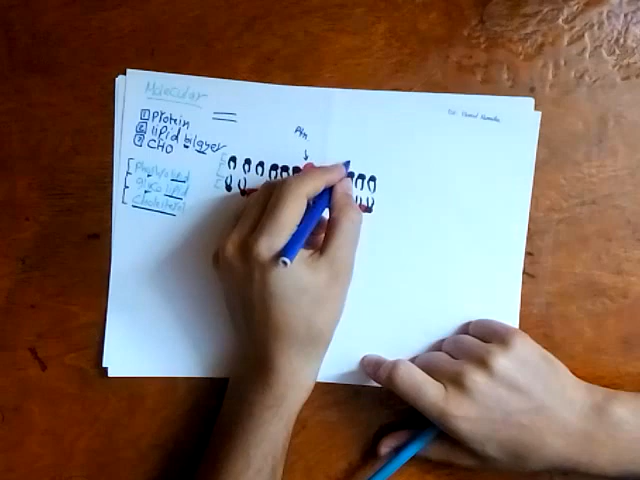 Molecular
1 protein
2 lipid bilayer
3 CHO
phospholipid
glycolipid
cholesterol